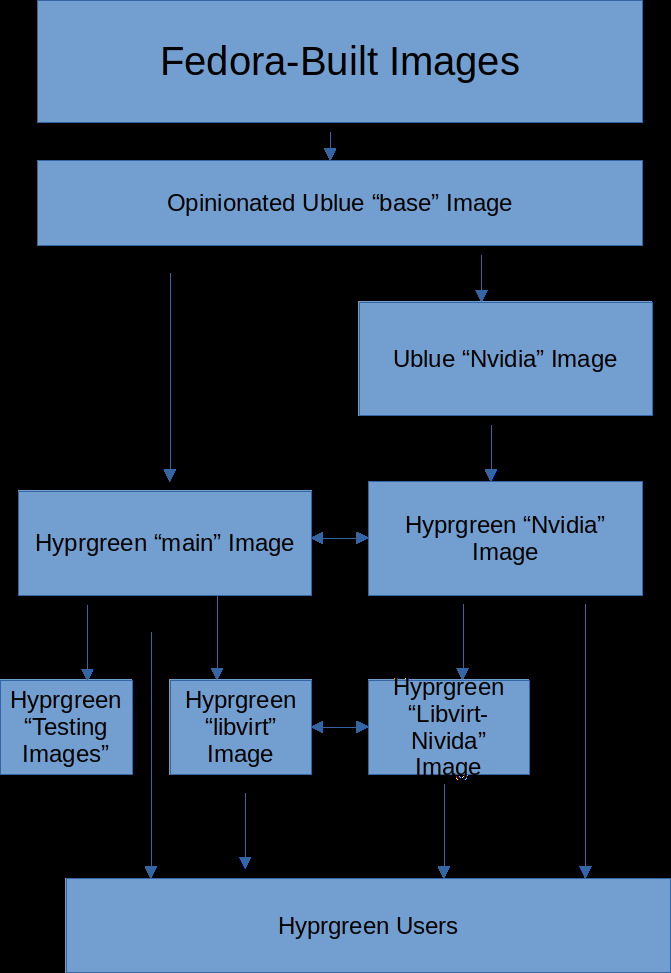 Fedora-Built Images
Opinionated Ublue “base” Image
Ublue “Nvidia” Image
Hyprgreen “main” Image
Hyprgreen “Nvidia”
Image
Hyprgreen
“Testing
Images”
Hyprgreen
“libvirt”
Image
Hyprgreen
“Libvirt-
Nivida”
Image
Hyprgreen Users